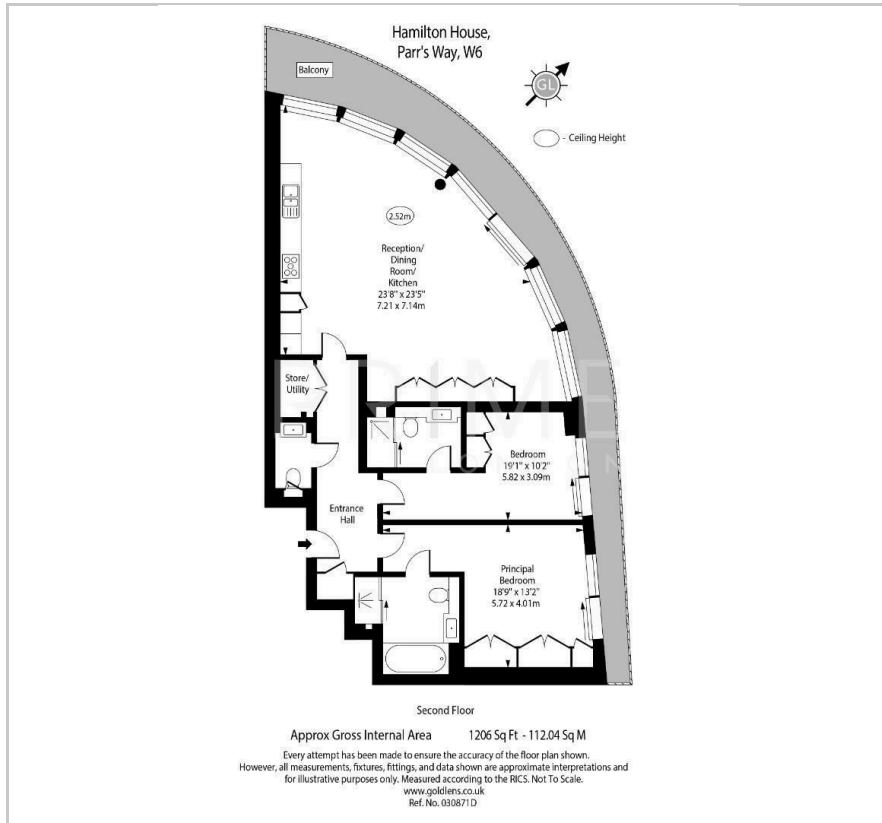 Hamilton House,
Parr's Way, W6
Balcony
GL
- Ceiling Height
2.52m
Reception/
Dining
Room/
Kitchen
23'8" x 23'5"
7.21 x 7.14m
Store/
Utility
PRIME
LONDON
Bedroom
19'1" x 10'2"
5.82 x 3.09m
Entrance
Hall
Principal
Bedroom
18'9" x 13'2"
5.72 x 4.01m
Second Floor
Approx Gross Internal Area 1206 Sq Ft - 112.04 Sq M
Every attempt has been made to ensure the accuracy of the floor plan shown.
However, all measurements, fixtures, fittings, and data shown are approximate interpretations and
for illustrative purposes only. Measured according to the RICS. Not To Scale.
www.goldlens.co.uk
Ref. No. 030871D